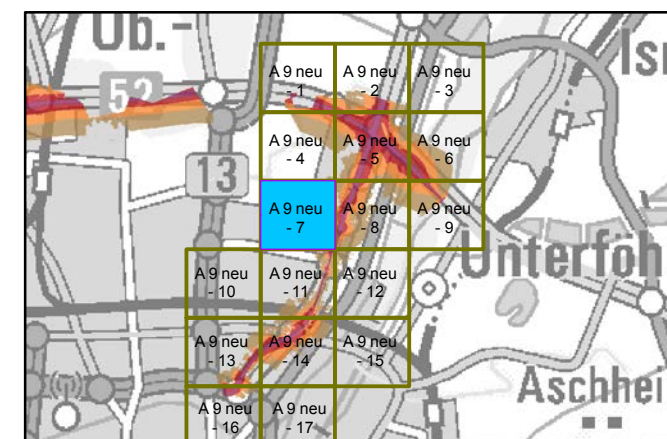 Ob.-
Isr
52
A 9 neu
- 1
A 9 neu
- 2
A 9 neu
- 3
A 9 neu
- 4
A 9 neu
- 5
A 9 neu
- 6
13
A 9 neu
- 7
A 9 neu
- 8
A 9 neu
- 9
Unterföh
A 9 neu
- 10
A 9 neu
- 11
A 9 neu
- 12
A 9 neu
- 13
A 9 neu
- 14
A 9 neu
- 15
Aschhei
A 9 neu
- 16
A 9 neu
- 17